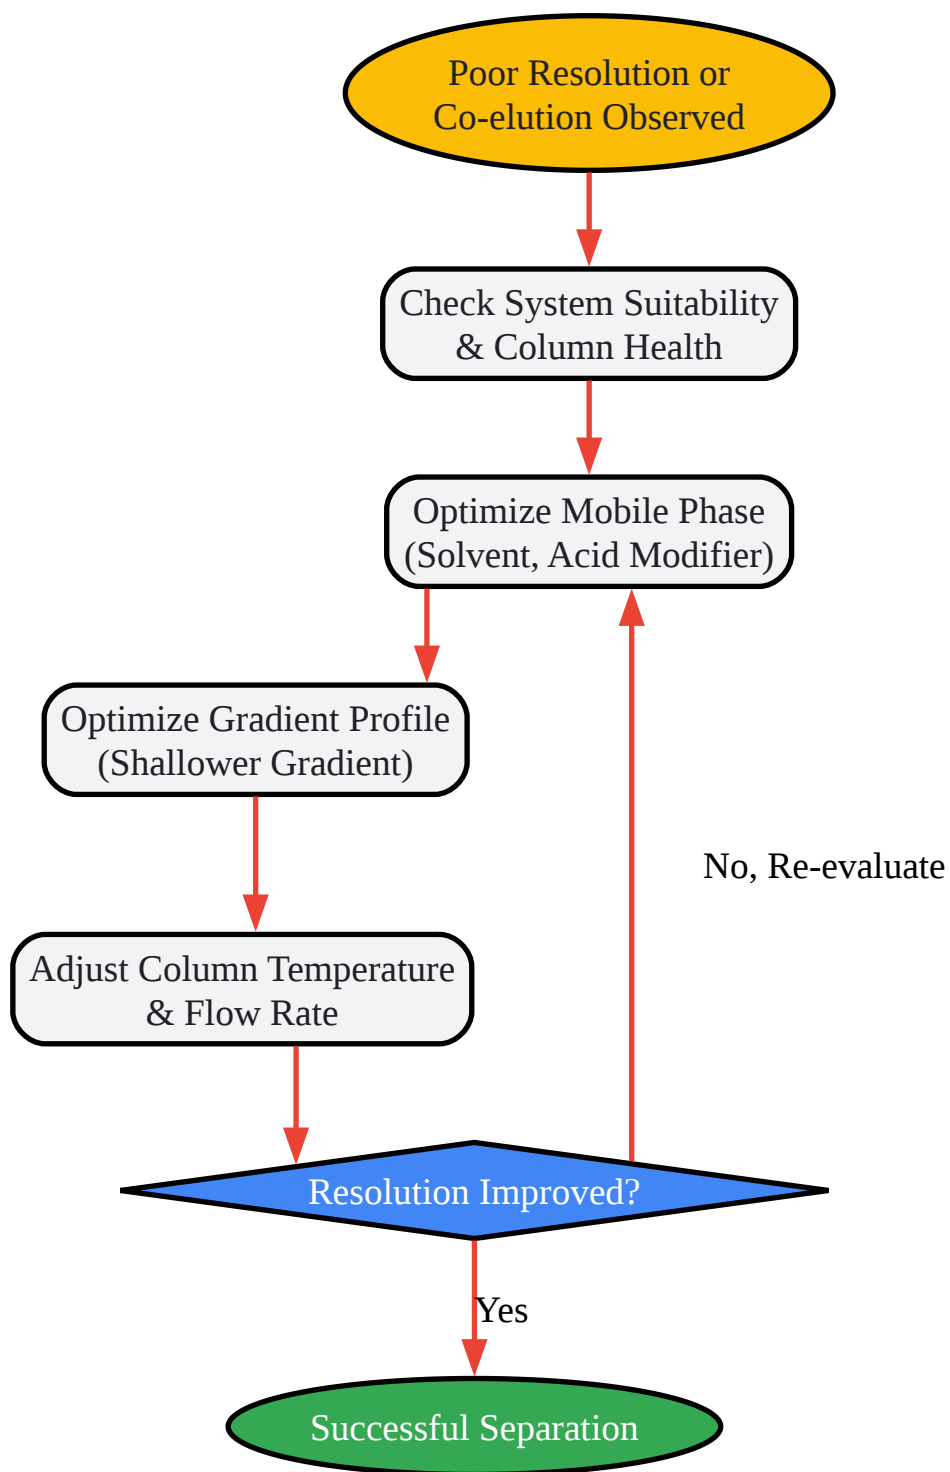 Poor Resolution or
Co-elution Observed
Check System Suitability
& Column Health
Optimize Mobile Phase
(Solvent, Acid Modifier)
Optimize Gradient Profile
(Shallower Gradient)
No, Re-evaluate
Adjust Column Temperature
& Flow Rate
Resolution Improved?
Yes
Successful Separation